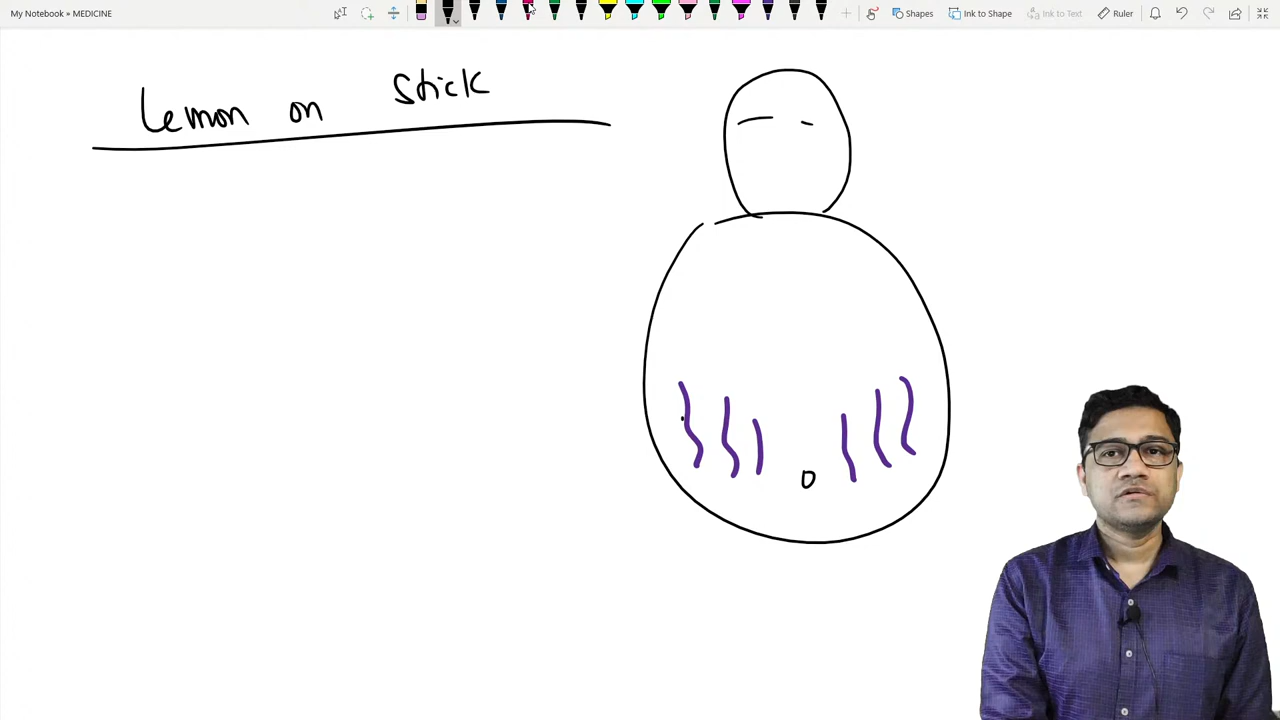 My Notebook » MEDICINE
Shapes
Ink to Shape
Ink to Text
Ruler
Lemon on Stick